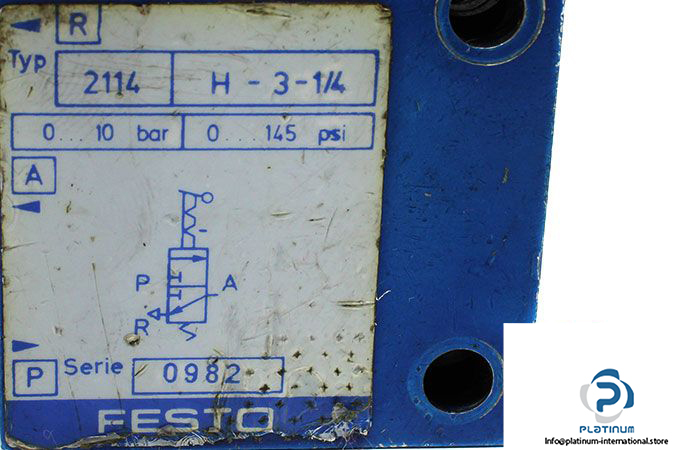 R
Typ 2114 H - 3 - 1/4
0 ... 10 bar 0 ... 145 psi
A
P A
R
P Serie 0982
FESTO
PLATINUM
Info@platinum-international.store